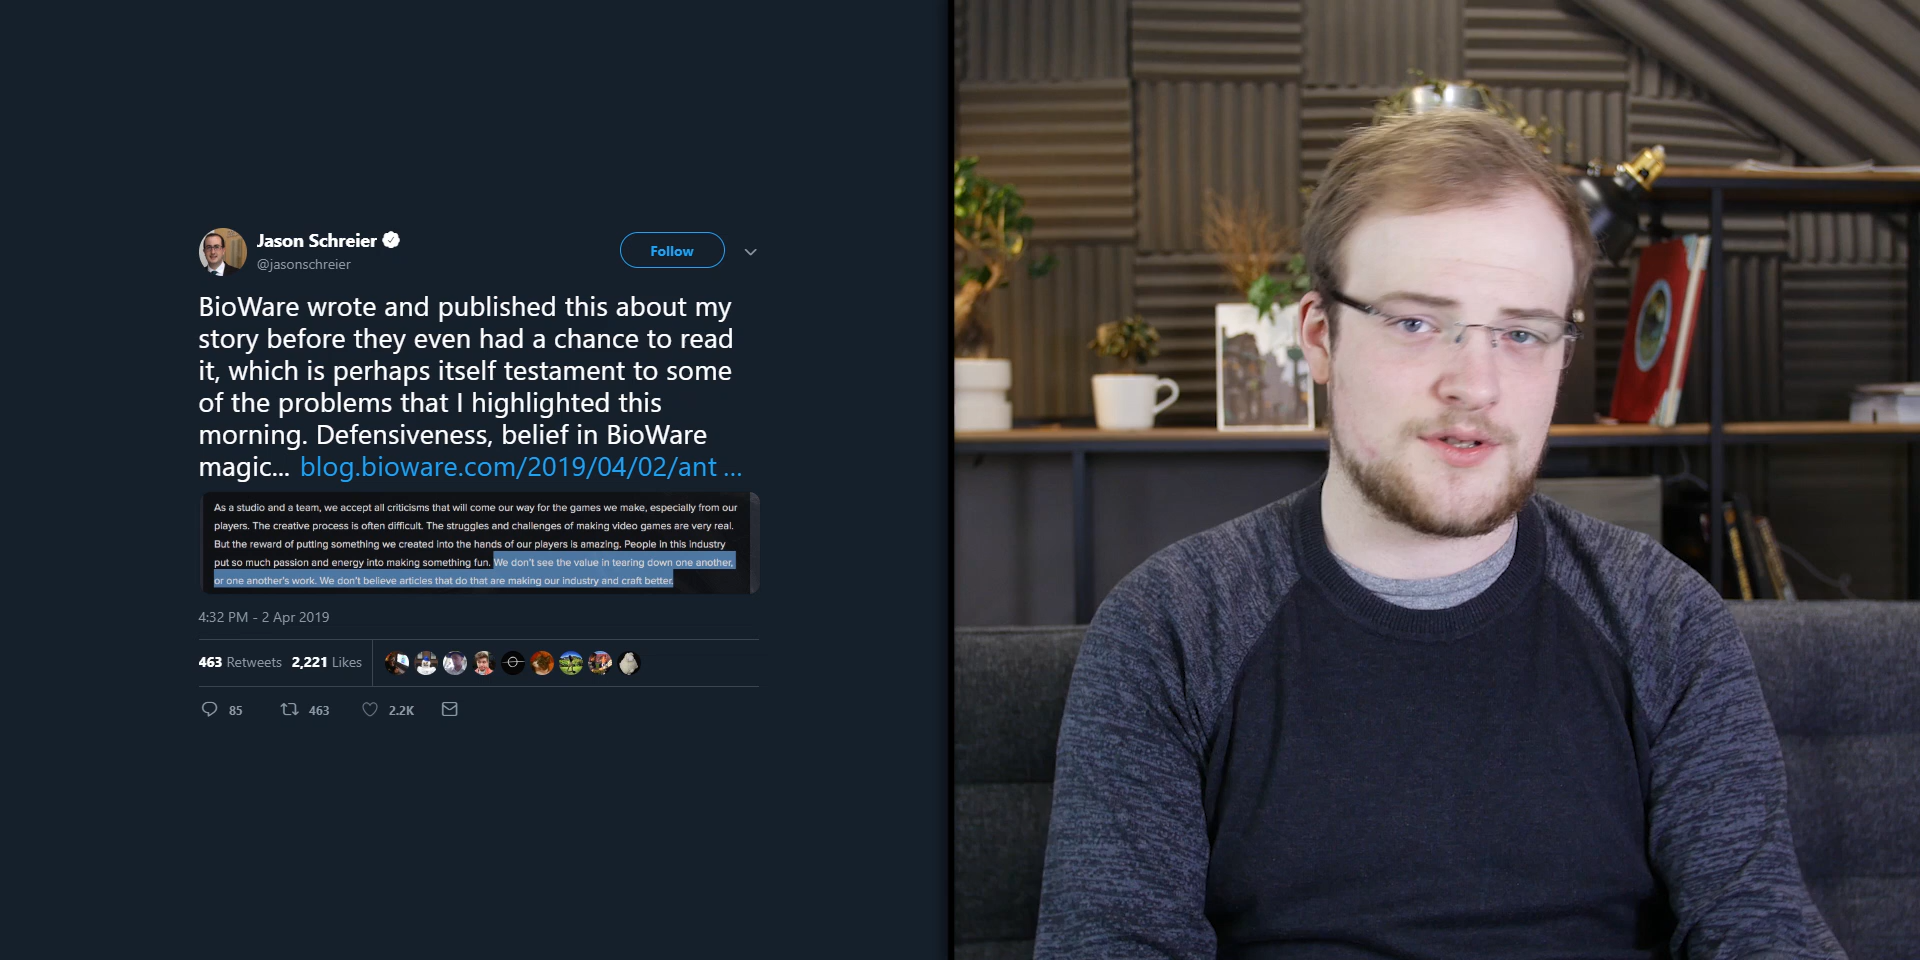 Jason Schreier
@jasonschreier
Follow
BioWare wrote and published this about my
story before they even had a chance to read
it, which is perhaps itself testament to some
of the problems that I highlighted this
morning. Defensiveness, belief in BioWare
magic... blog.bioware.com/2019/04/02/ant ...
As a studio and a team, we accept all criticisms that will come our way for the games we make, especially from our
players. The creative process is often difficult. The struggles and challenges of making video games are very real.
But the reward of putting something we created into the hands of our players is amazing. People in this industry
put so much passion and energy into making something fun. We don't see the value in tearing down one another,
or one another's work. We don't believe articles that do that are making our industry and craft better.
4:32 PM - 2 Apr 2019
463 Retweets 2,221 Likes
85 463 2.2K